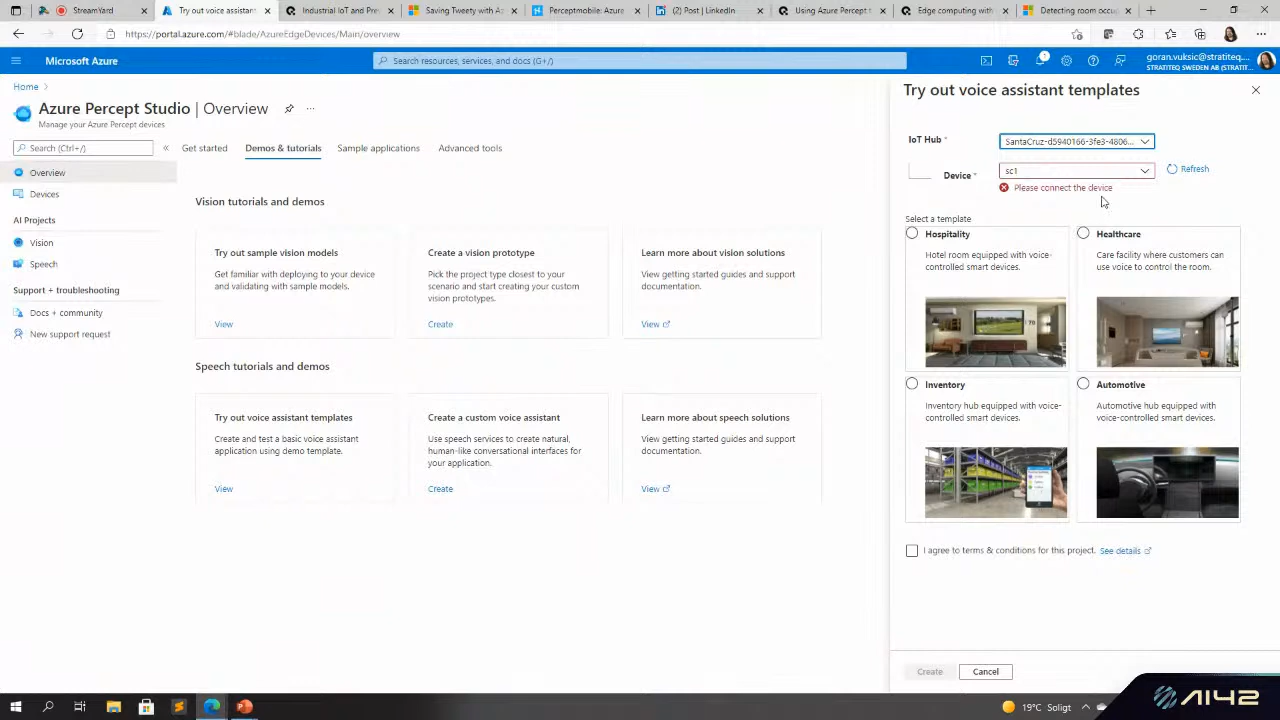 StreamYard
Try out voice assistan
Industrial IoT and Pre
Saving Tweety with A
Perceptmobile: Azure
(2) Post | LinkedIn
Using Azure Percept t
Edge computing with
Detecting room occu
https://portal.azure.com/#blade/AzureEdgeDevices/Main/overview
Microsoft Azure
Search resources, services, and docs (G+/)
1
goran.vuksic@stratiteq....
STRATITEQ SWEDEN AB (STRATIT...
Home
Azure Percept Studio | Overview
Manage your Azure Percept devices
Search (Ctrl+/)
Overview
Devices
AI Projects
Vision
Speech
Support + troubleshooting
Docs + community
New support request
Get started
Demos & tutorials
Sample applications
Advanced tools
Vision tutorials and demos
Try out sample vision models
Get familiar with deploying to your device
and validating with sample models.
View
Create a vision prototype
Pick the project type closest to your
scenario and start creating your custom
vision prototypes.
Create
Learn more about vision solutions
View getting started guides and support
documentation.
View
Speech tutorials and demos
Try out voice assistant templates
Create and test a basic voice assistant
application using demo template.
View
Create a custom voice assistant
Use speech services to create natural,
human-like conversational interfaces for
your application.
Create
Learn more about speech solutions
View getting started guides and support
documentation.
View
Try out voice assistant templates
IoT Hub *
SantaCruz-d5940166-3fe3-4806...
Device *
sc1
Refresh
Please connect the device
Select a template
Hospitality
Hotel room equipped with voice-
controlled smart devices.
Healthcare
Care facility where customers can
use voice to control the room.
Inventory
Inventory hub equipped with voice-
controlled smart devices.
Automotive
Automotive hub equipped with
voice-controlled smart devices.
I agree to terms & conditions for this project. See details
Create
Cancel
19°C Soligt
AI42